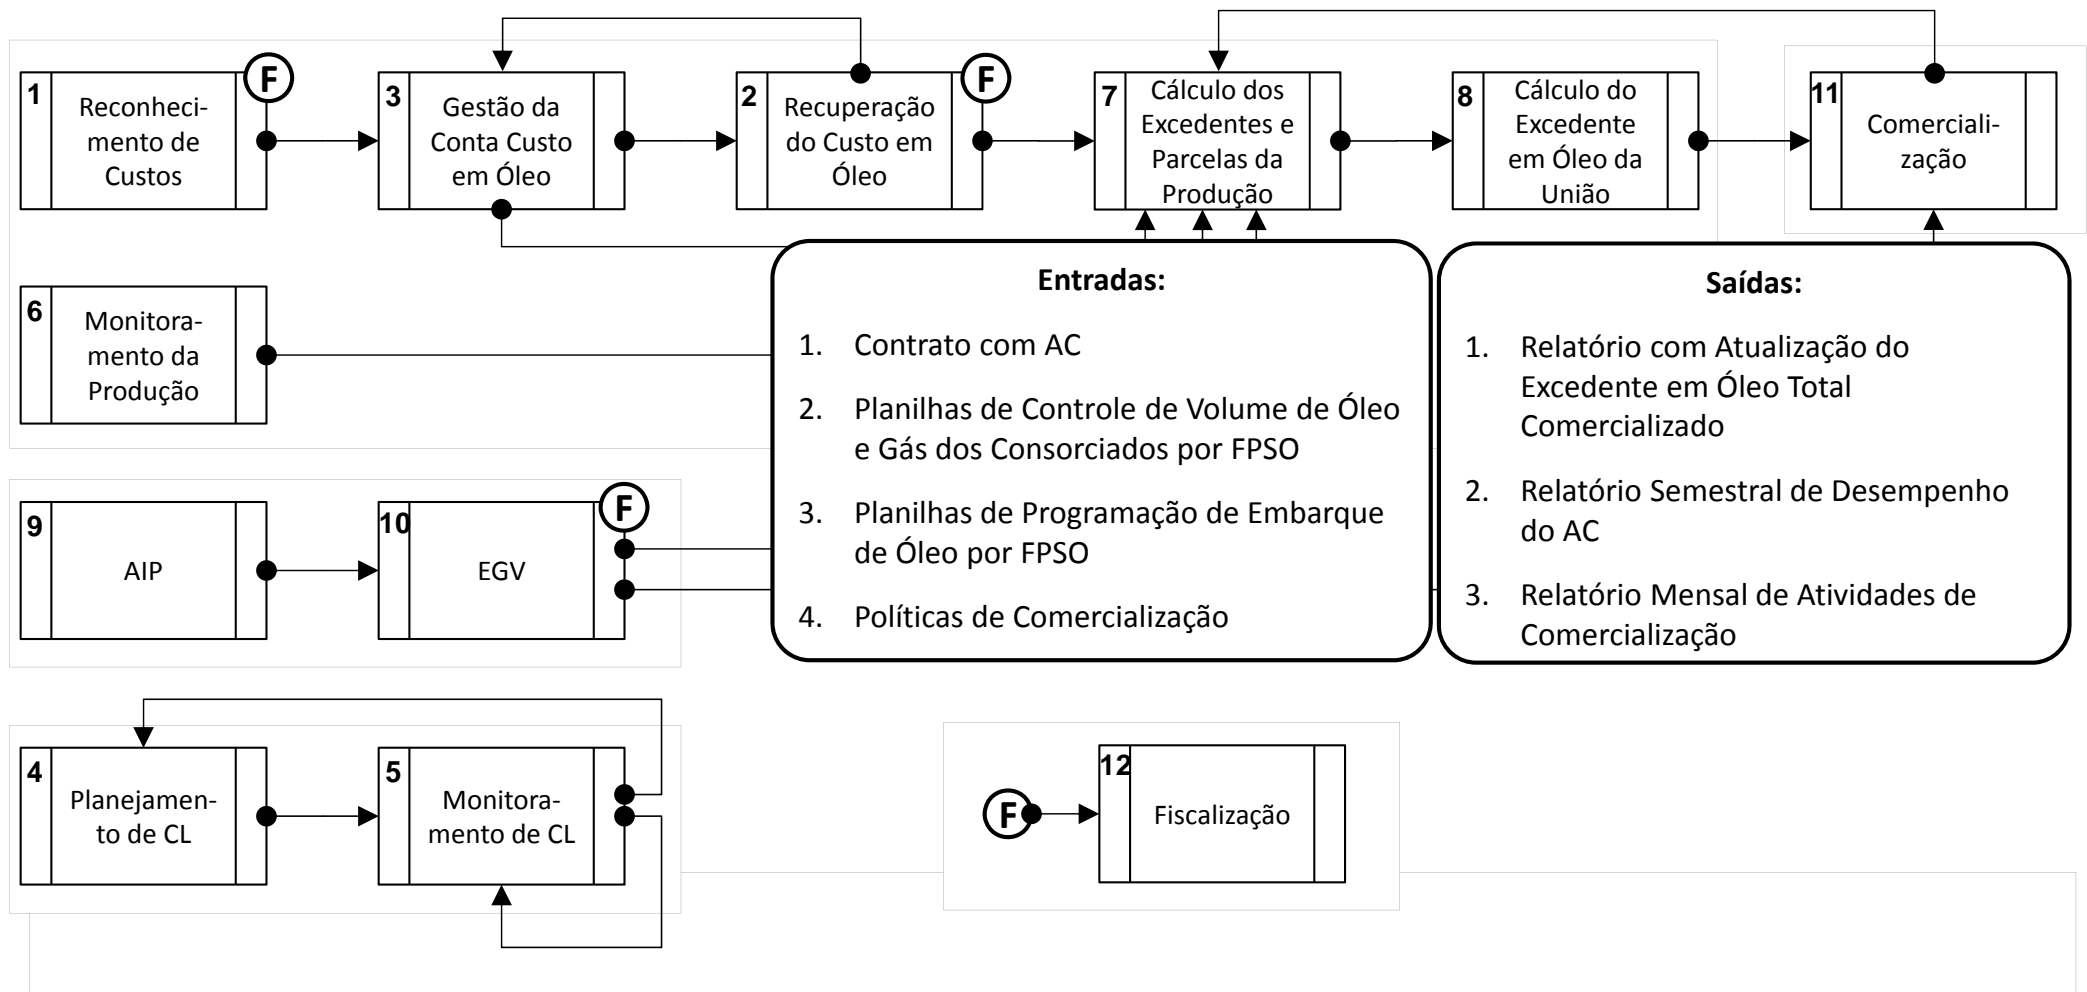 1
Reconheci-
mento de
Custos
F
3
Gestão da
Conta Custo
em Óleo
2
Recuperação
do Custo em
Óleo
F
7
Cálculo dos
Excedentes e
Parcelas da
Produção
8
Cálculo do
Excedente
em Óleo da
União
11
Comerciali-
zação
6
Monitora-
mento da
Produção
Entradas:
1. Contrato com AC
2. Planilhas de Controle de Volume de Óleo
e Gás dos Consorciados por FPSO
3. Planilhas de Programação de Embarque
de Óleo por FPSO
4. Políticas de Comercialização
Saídas:
1. Relatório com Atualização do
Excedente em Óleo Total
Comercializado
2. Relatório Semestral de Desempenho
do AC
3. Relatório Mensal de Atividades de
Comercialização
9
AIP
10
EGV
F
4
Planejamen-
to de CL
5
Monitora-
mento de CL
F
12
Fiscalização